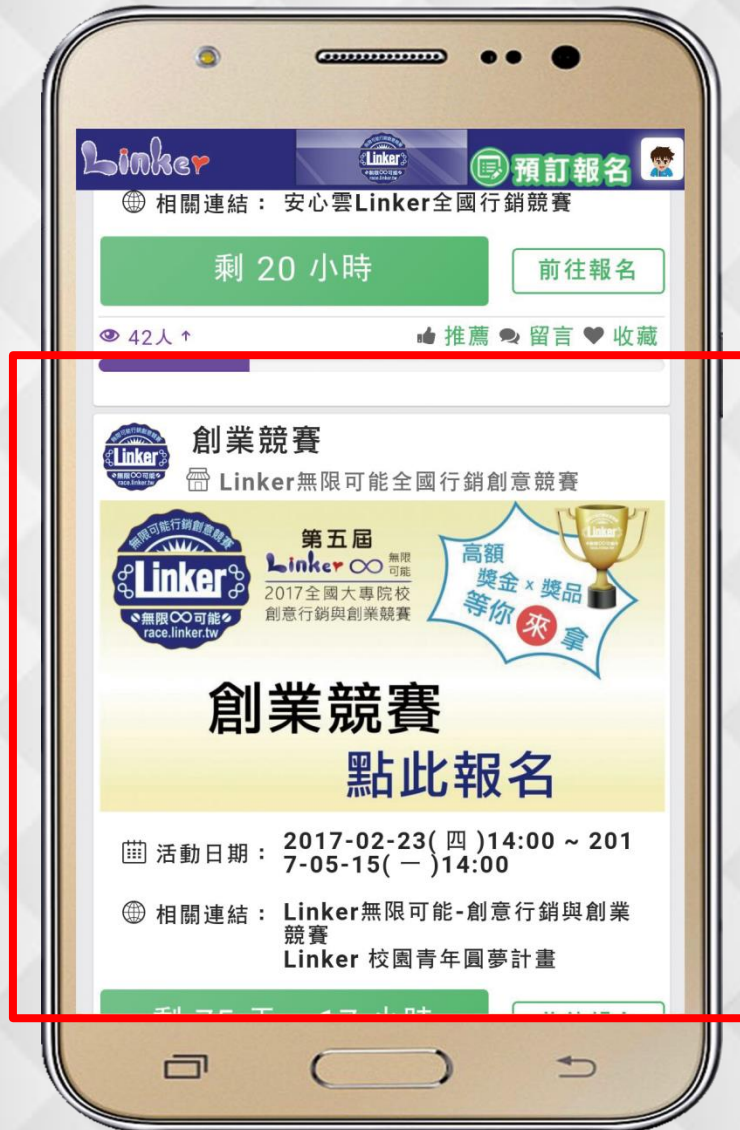 Linker
Linker
預訂報名
相關連結： 安心雲Linker全國行銷競賽
剩 20 小時
前往報名
42人↑
推薦 留言 收藏
創業競賽
Linker無限可能全國行銷創意競賽
無限可能行銷創意競賽
Linker
無限∞可能
race.linker.tw
第五屆
Linker ∞ 無限可能
2017全國大專院校
創意行銷與創業競賽
高額
獎金 x 獎品
等你來拿
創業競賽
點此報名
活動日期： 2017-02-23( 四 )14:00 ~ 201
7-05-15( 一 )14:00
相關連結： Linker無限可能-創意行銷與創業
競賽
Linker 校園青年圓夢計畫